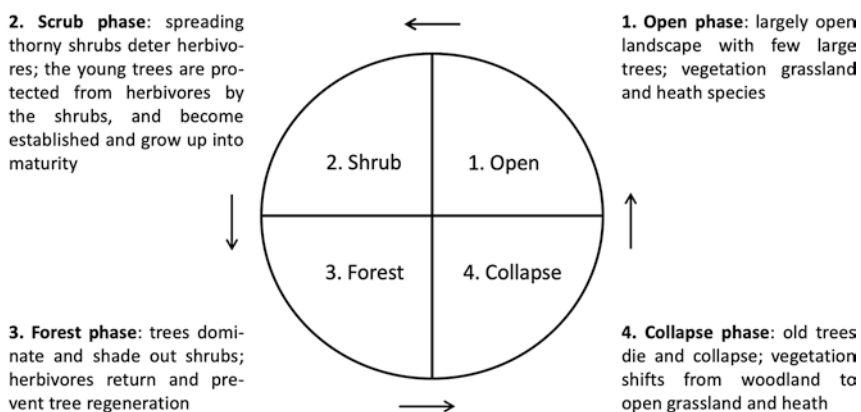 2. Scrub phase: spreading
thorny shrubs deter herbivo-
res; the young trees are pro-
tected from herbivores by
the shrubs, and become
established and grow up into
maturity
1. Open phase: largely open
landscape with few large
trees; vegetation grassland
and heath species
2. Shrub
1. Open
3. Forest
4. Collapse
3. Forest phase: trees domi-
nate and shade out shrubs;
herbivores return and pre-
vent tree regeneration
4. Collapse phase: old trees
die and collapse; vegetation
shifts from woodland to
open grassland and heath